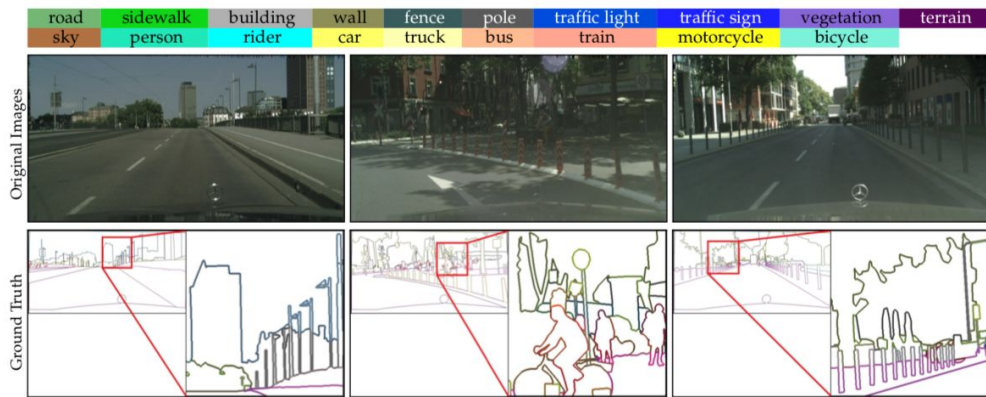 road sidewalk building wall fence pole traffic light traffic sign vegetation terrain
sky person rider car truck bus train motorcycle bicycle
Original Images
Ground Truth